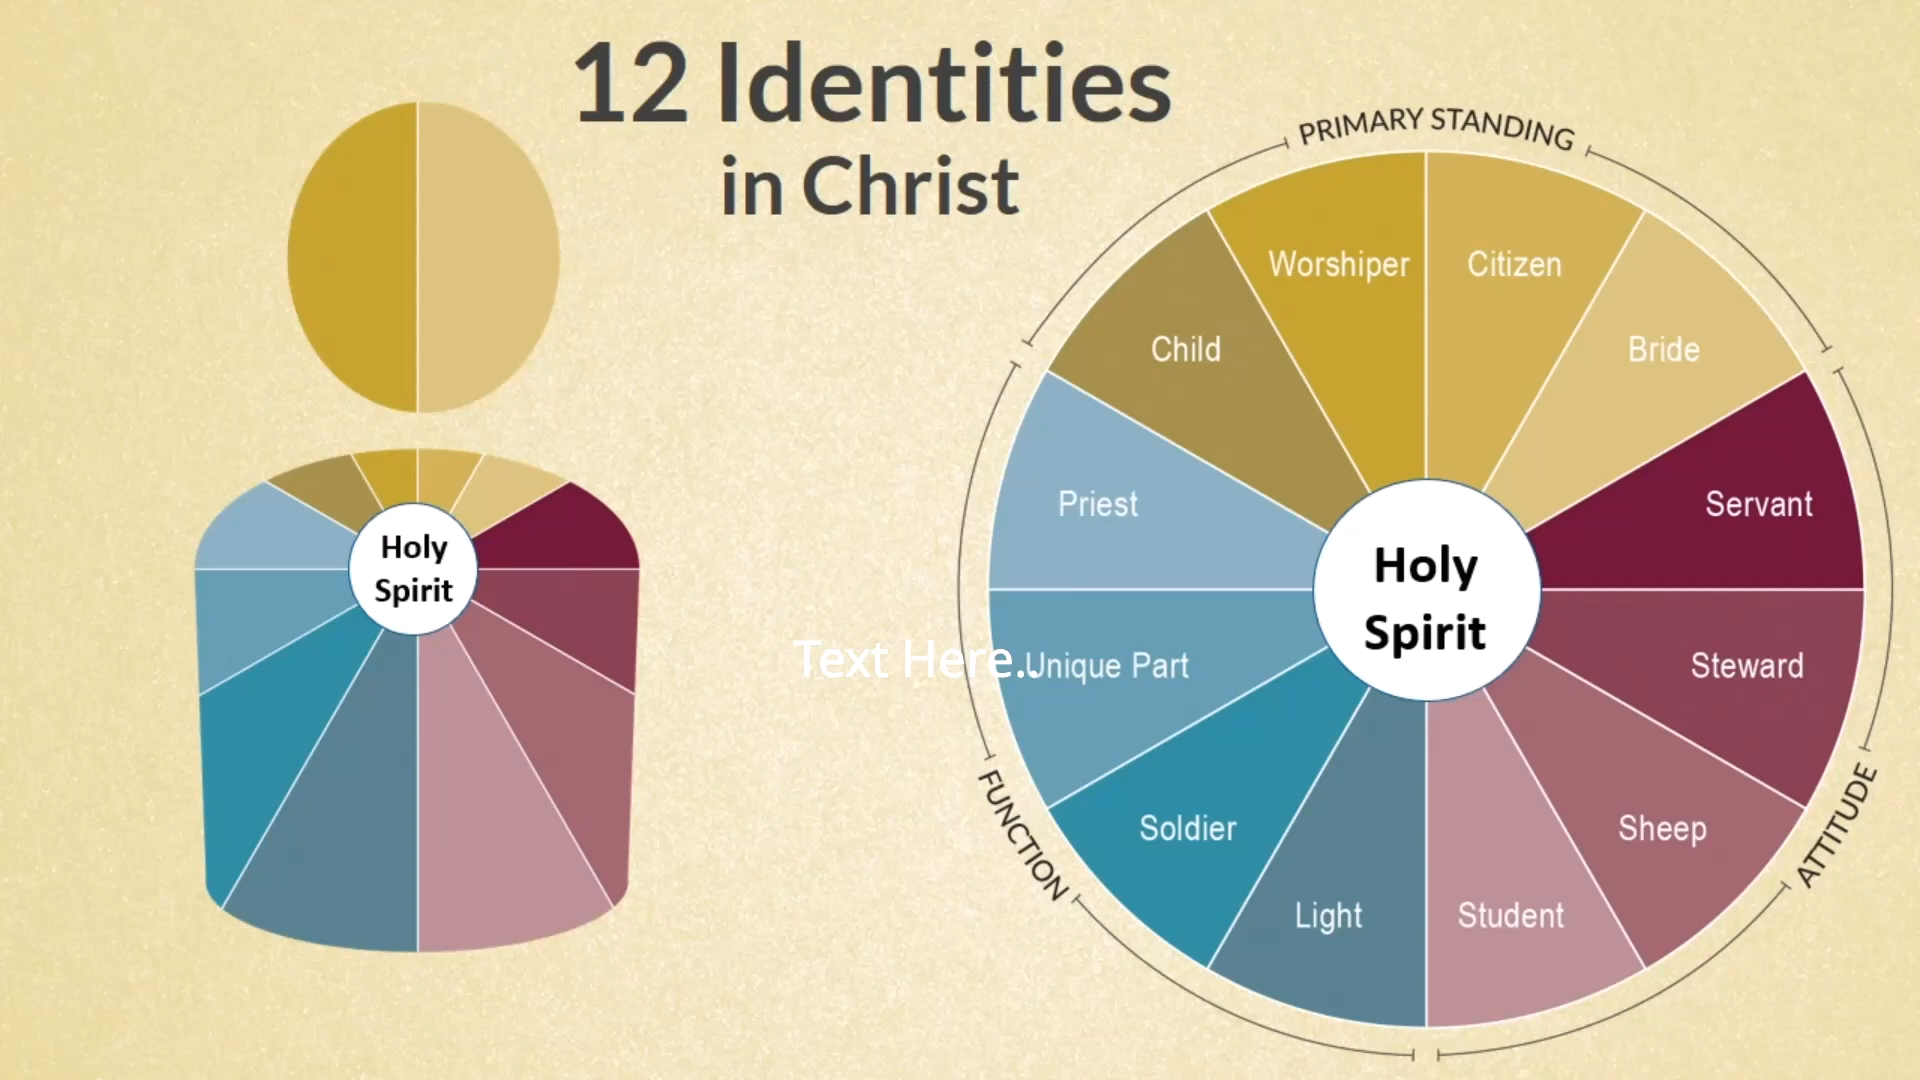 12 Identities
in Christ
PRIMARY STANDING
Worshiper
Citizen
Child
Bride
Priest
Servant
Holy
Spirit
Holy
Spirit
Text Here..
Unique Part
Steward
Soldier
Sheep
FUNCTION
ATTITUDE
Light
Student